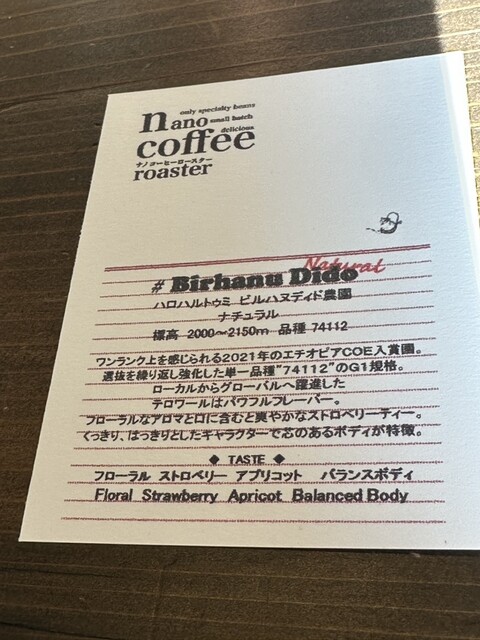 only specialty beans
nano small batch
delicious
coffee
ナノコーヒーロースター
roaster
Natural
# Birhanu Dido
ハロハルトゥミ ビルハヌディド農園
ナチュラル
標高 2000～2150m 品種 74112
ワンランク上を感じられる2021年のエチオピアCOE入賞園。
選抜を繰り返し強化した単一品種"74112"のG1規格。
ローカルからグローバルへ躍進した
テロワールはパワフルフレーバー。
フローラルなアロマと口に含むと爽やかなストロベリーティー。
くっきり、はっきりとしたキャラクターで芯のあるボディが特徴。
◆ TASTE ◆
フローラル ストロベリー アプリコット バランスボディ
Floral Strawberry Apricot Balanced Body